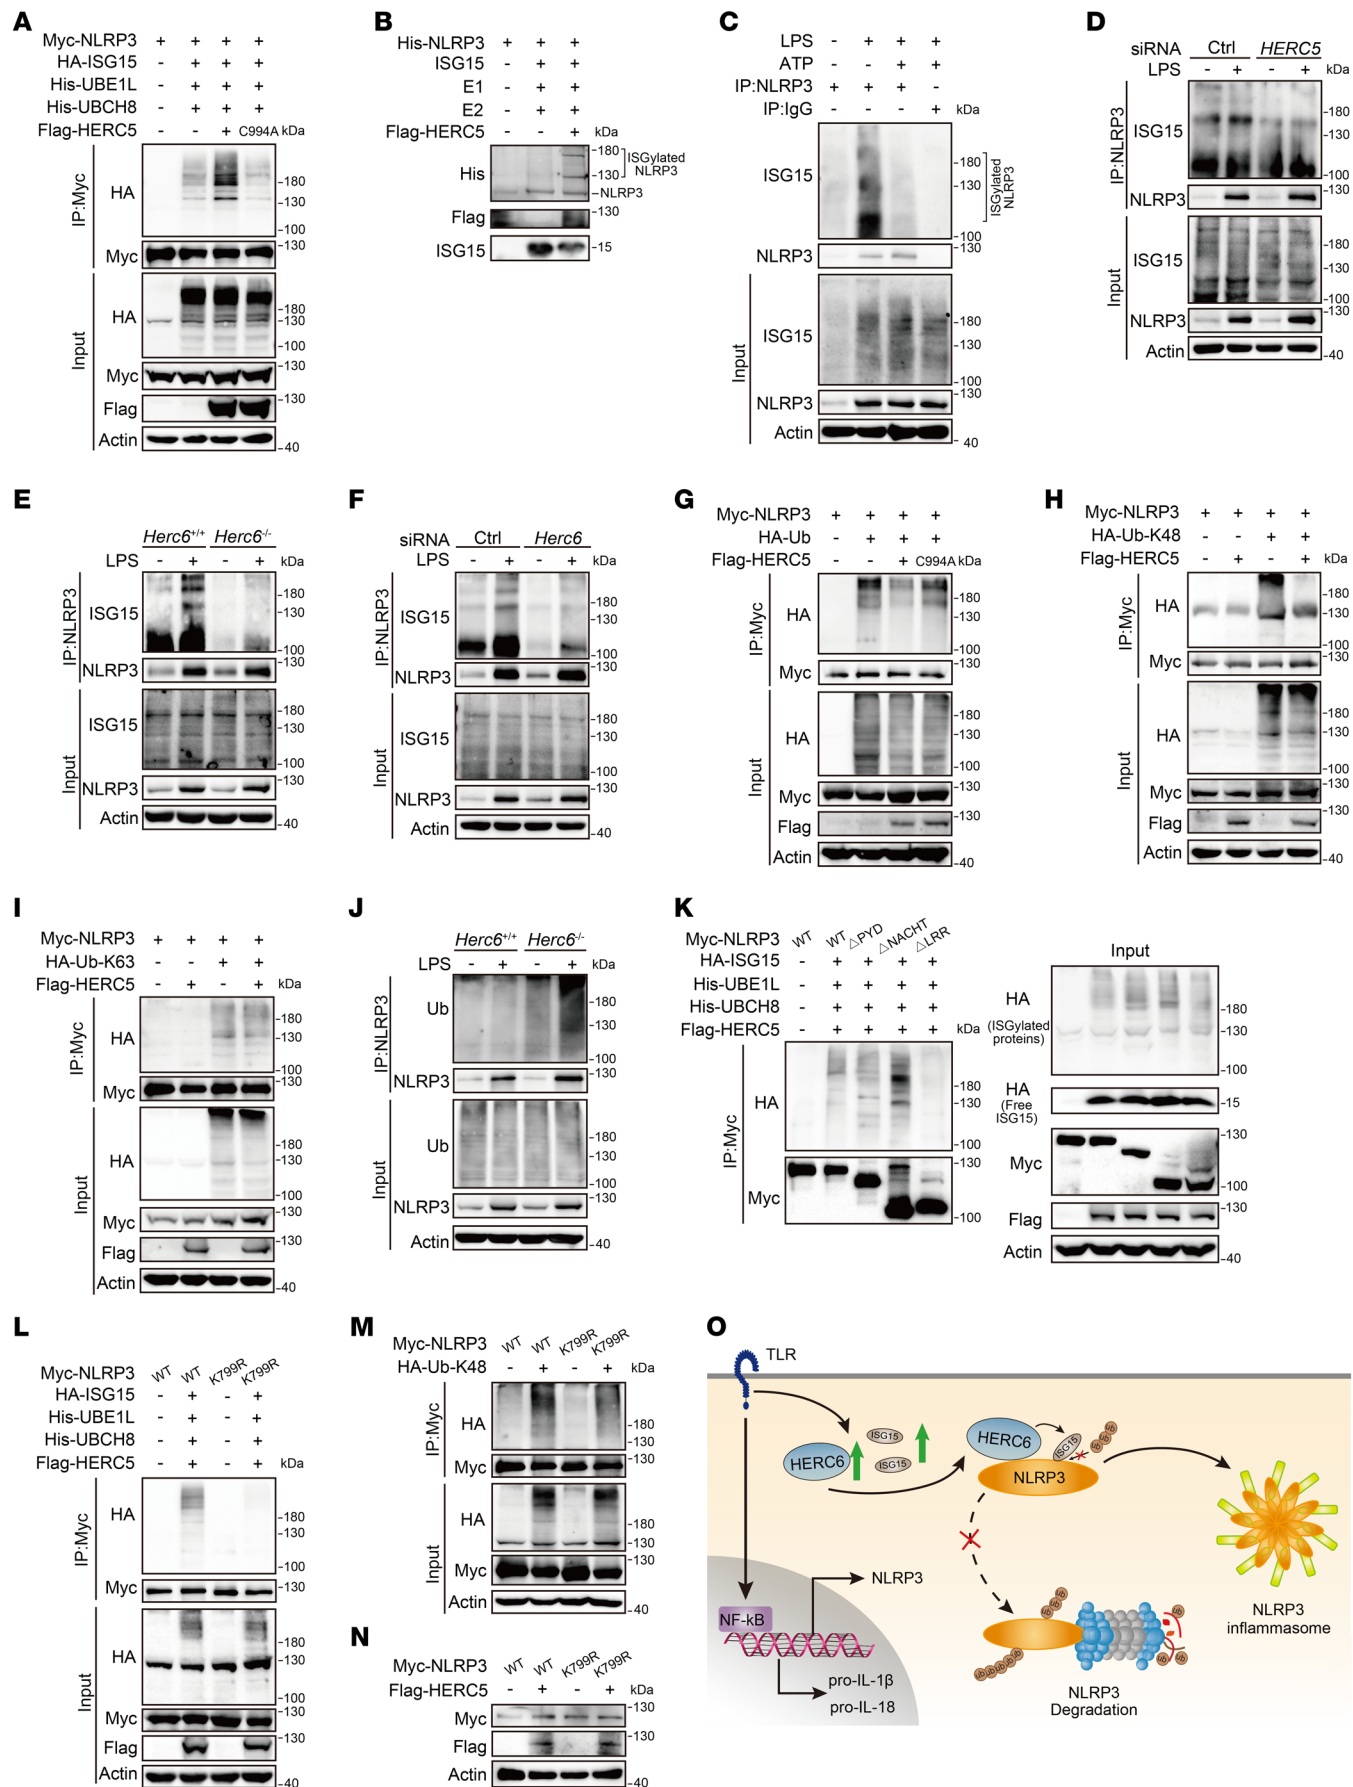 A
Myc-NLRP3 + + + +
HA-ISG15 - + + +
His-UBE1L - + + +
His-UBCH8 - + + +
Flag-HERC5 - - + C994A kDa
IP:Myc
HA
-180
-130
-100
Myc -130
Input
HA
-180
-130
-100
Myc -130
Flag -130
Actin -40
B
His-NLRP3 + + +
ISG15 - + +
E1 - + +
E2 - + +
Flag-HERC5 - - + kDa
His
-180
-130
ISGylated
NLRP3
-NLRP3
Flag -130
ISG15 -15
C
LPS - + + +
ATP - - + +
IP:NLRP3 + + + -
IP:IgG - - - + kDa
ISG15
-180
-130
-100
ISGylated
NLRP3
NLRP3 -130
Input
ISG15
-180
-130
-100
NLRP3 -130
Actin -40
D
siRNA Ctrl HERC5
LPS - + - + kDa
IP:NLRP3
ISG15
-180
-130
-100
NLRP3 -130
Input
ISG15
-180
-130
-100
NLRP3 -130
Actin -40
E
Herc6+/+ Herc6-/-
LPS - + - + kDa
IP:NLRP3
ISG15
-180
-130
-100
NLRP3 -130
Input
ISG15
-180
-130
-100
NLRP3 -130
Actin -40
F
siRNA Ctrl Herc6
LPS - + - + kDa
IP:NLRP3
ISG15
-180
-130
-100
NLRP3 -130
Input
ISG15
-180
-130
-100
NLRP3 -130
Actin -40
G
Myc-NLRP3 + + + +
HA-Ub - + + +
Flag-HERC5 - - + C994A kDa
IP:Myc
HA
-180
-130
-100
Myc -130
Input
HA
-180
-130
-100
Myc -130
Flag -130
Actin -40
H
Myc-NLRP3 + + + +
HA-Ub-K48 - - + +
Flag-HERC5 - + - + kDa
IP:Myc
HA
-180
-130
-100
Myc -130
Input
HA
-180
-130
-100
Myc -130
Flag -130
Actin -40
I
Myc-NLRP3 + + + +
HA-Ub-K63 - - + +
Flag-HERC5 - + - + kDa
IP:Myc
HA
-180
-130
-100
Myc -130
Input
HA
-180
-130
-100
Myc -130
Flag -130
Actin -40
J
Herc6+/+ Herc6-/-
LPS - + - + kDa
IP:NLRP3
Ub
-180
-130
-100
NLRP3 -130
Input
Ub
-180
-130
-100
NLRP3 -130
Actin -40
K
Myc-NLRP3 WT WT △PYD △NACHT △LRR
HA-ISG15 - + + + +
His-UBE1L - + + + +
His-UBCH8 - + + + +
Flag-HERC5 - + + + + kDa
IP:Myc
HA
-180
-130
-100
Myc
-130
-100
Input
HA
(ISGylated
proteins)
-180
-130
-100
HA
(Free
ISG15)
-15
Myc
-130
-100
Flag -130
Actin -40
L
Myc-NLRP3 WT WT K799R K799R
HA-ISG15 - + - +
His-UBE1L - + - +
His-UBCH8 - + - +
Flag-HERC5 - + - + kDa
IP:Myc
HA
-180
-130
-100
Myc -130
Input
HA
-180
-130
-100
Myc -130
Flag -130
Actin -40
M
Myc-NLRP3 WT WT K799R K799R
HA-Ub-K48 - + - + kDa
IP:Myc
HA
-180
-130
Myc -130
Input
HA
-180
-130
Myc -130
Actin -40
N
Myc-NLRP3 WT WT K799R K799R
Flag-HERC5 - + - + kDa
Myc -130
Flag -130
Actin -40
O
TLR
HERC6
ISG15
ISG15
HERC6
ISG15
ub
ub
ub
NLRP3
NLRP3
NF-kB
pro-IL-1β
pro-IL-18
ub
ub
ub
ub
ub
ub
ub
ub
ub
ub
ub
NLRP3
Degradation
NLRP3
inflammasome